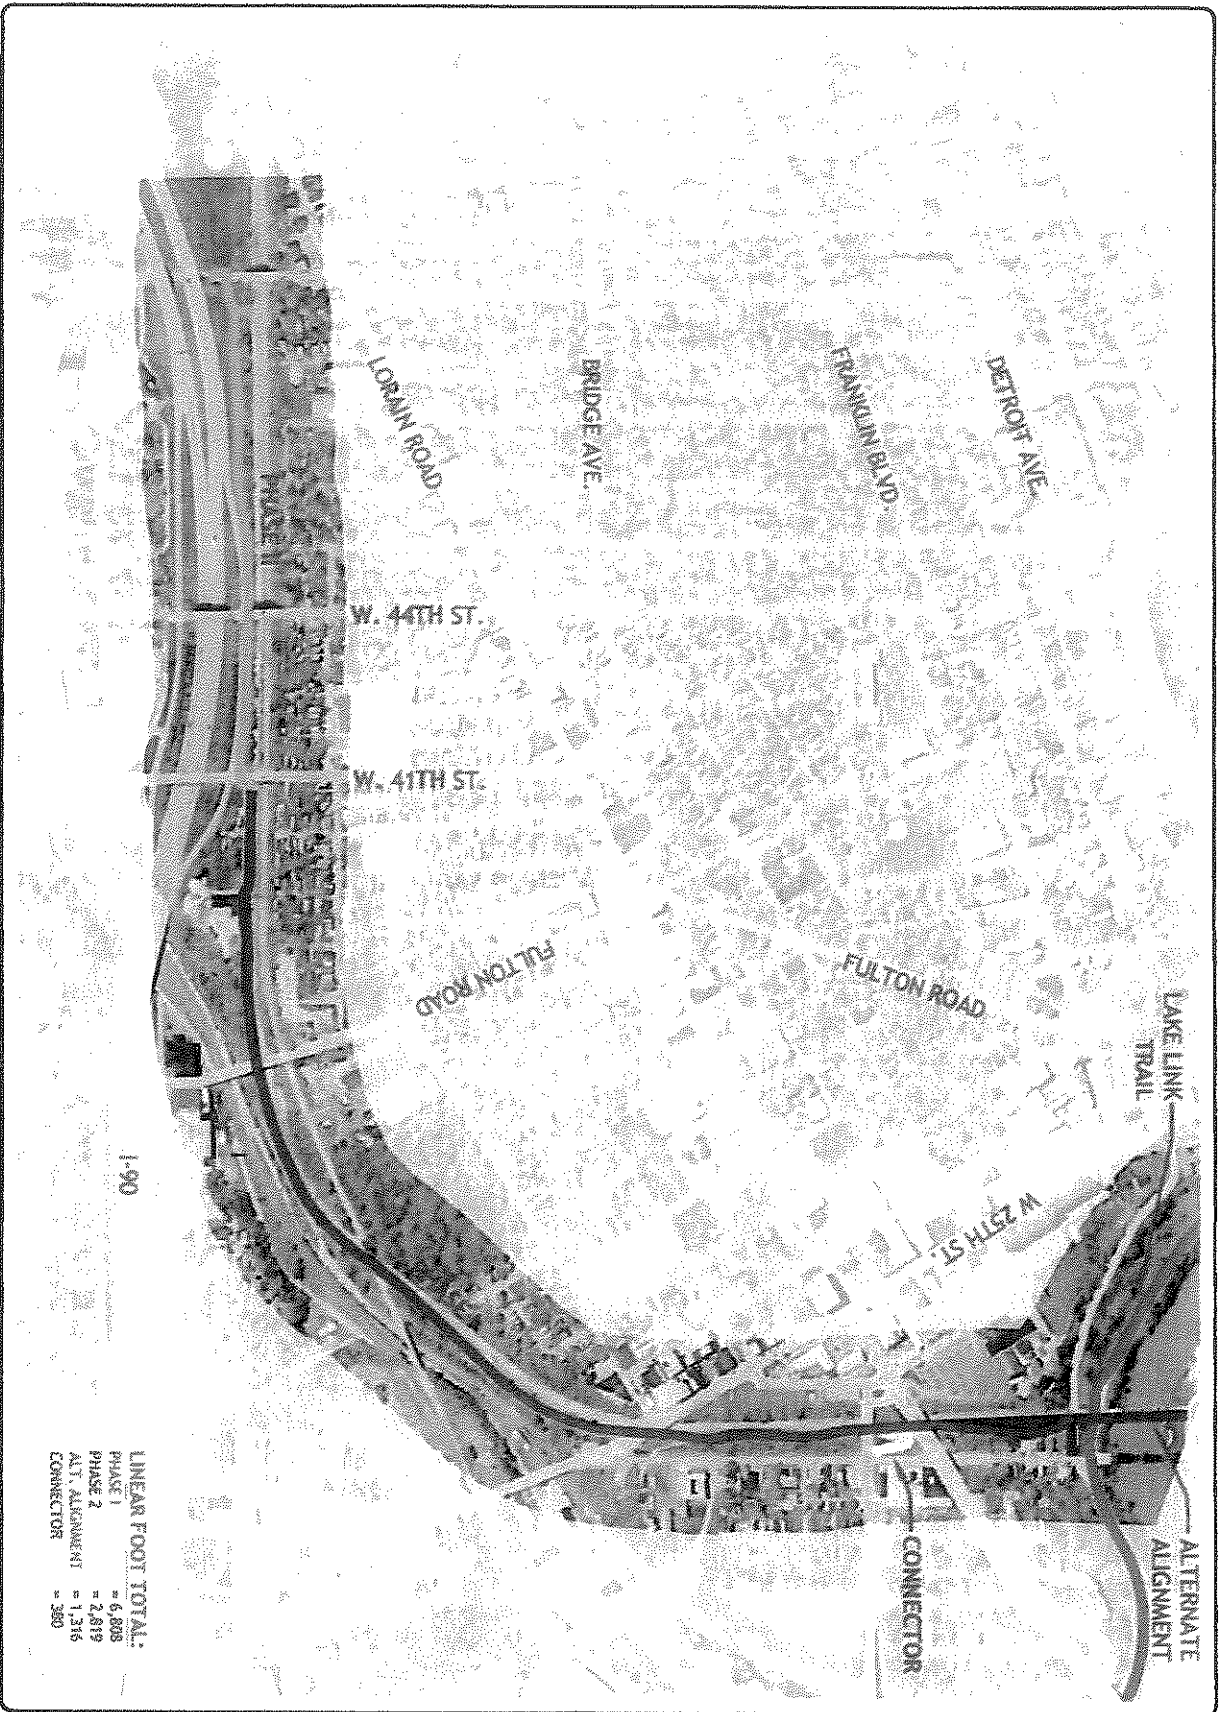 LAKE LINK
TRAIL
ALTERNATE
ALIGNMENT
DETROIT AVE.
FRANKLIN BLVD.
FULTON ROAD
W 25TH ST.
CONNECTOR
BRIDGE AVE.
LORAIN ROAD
W. 44TH ST.
W. 41TH ST.
FULTON ROAD
I-90
LINEAR FOOT TOTAL:
PHASE 1 = 6,808
PHASE 2 = 2,819
ALT. ALIGNMENT = 1,316
CONNECTOR = 380